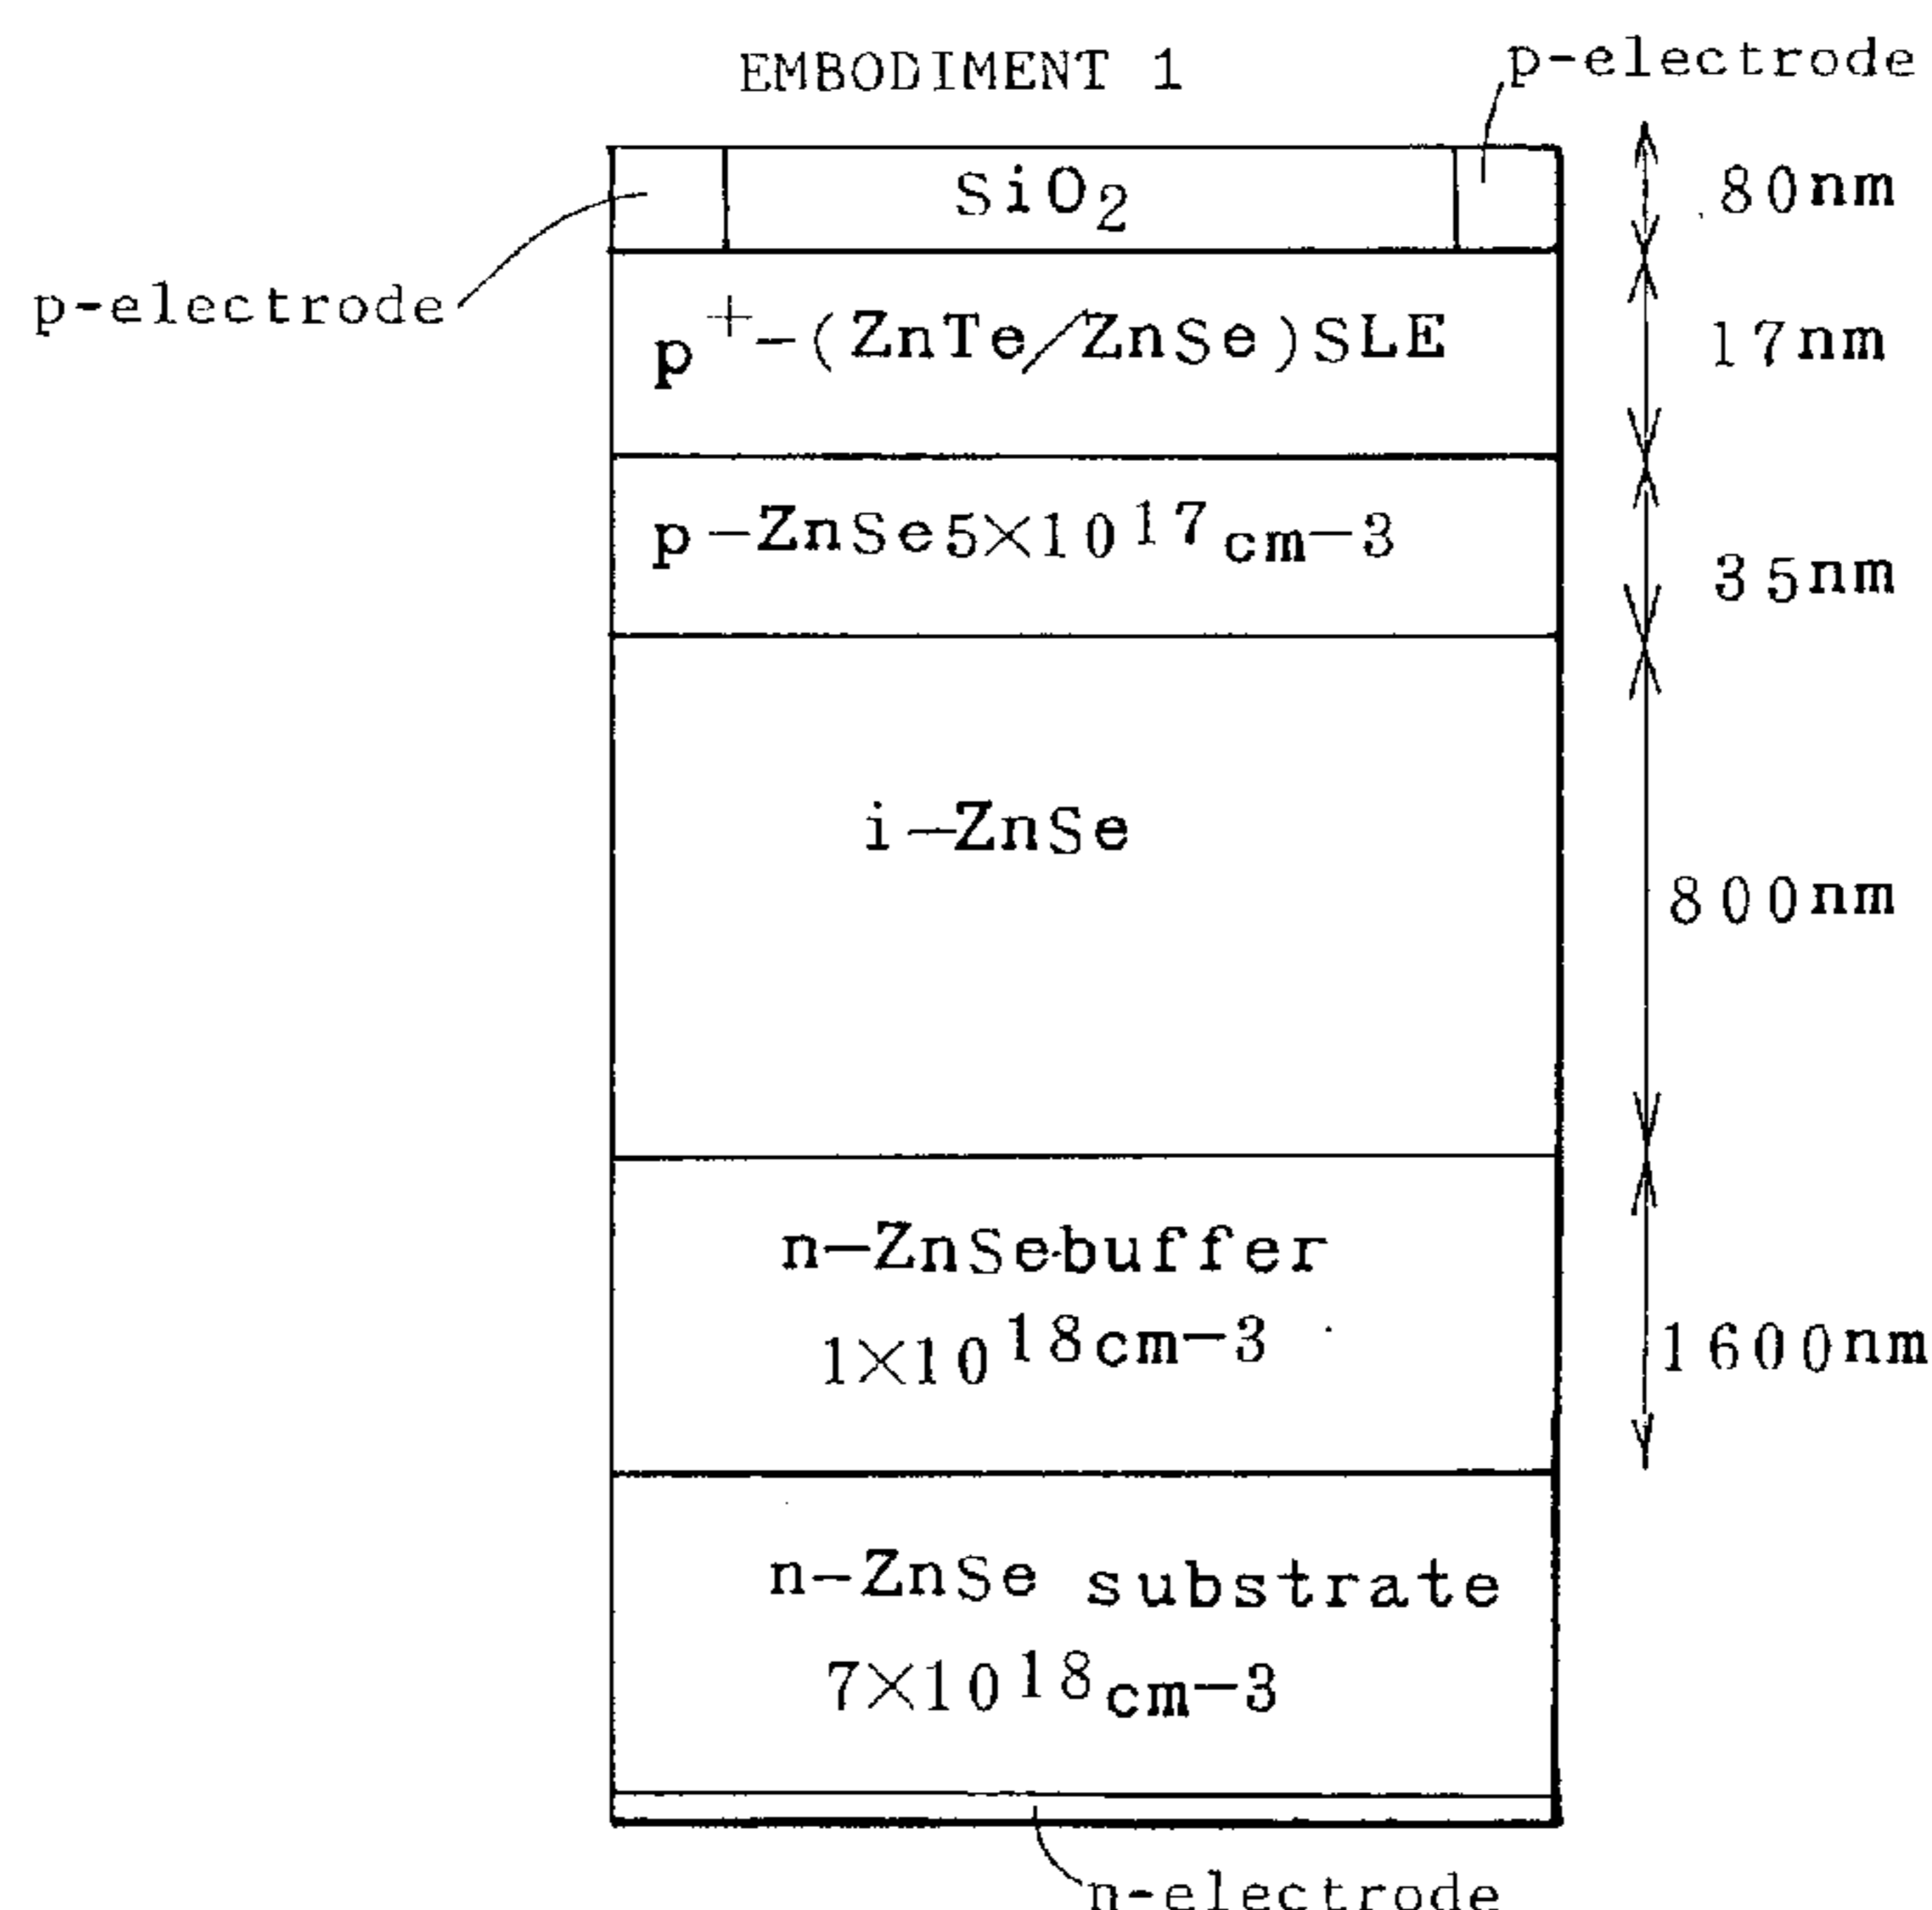 EMBODIMENT 1
p-electrode
SiO2
80nm
p-electrode
p+-(ZnTe/ZnSe)SLE
17nm
p-ZnSe5×10^17cm-3
35nm
i-ZnSe
800nm
n-ZnSebuffer
1×10^18cm-3
1600nm
n-ZnSe substrate
7×10^18cm-3
n-electrode